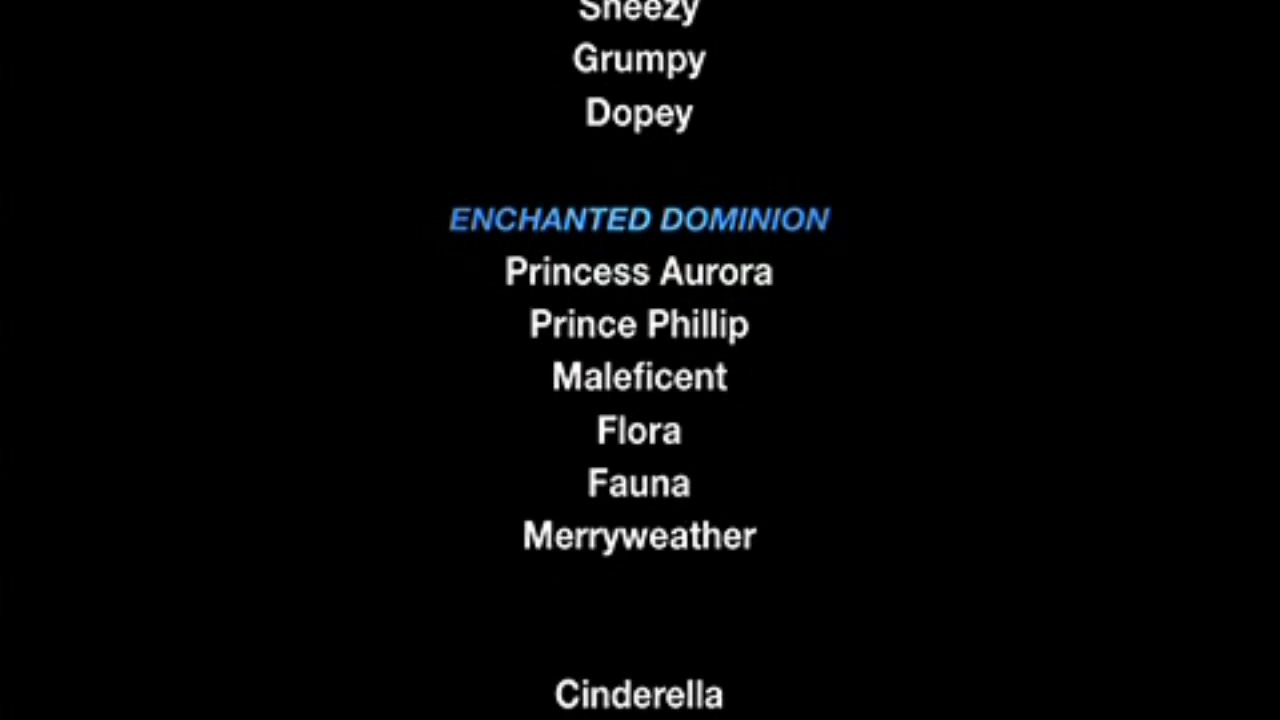 Sneezy
Grumpy
Dopey
ENCHANTED DOMINION
Princess Aurora
Prince Phillip
Maleficent
Flora
Fauna
Merryweather
Cinderella